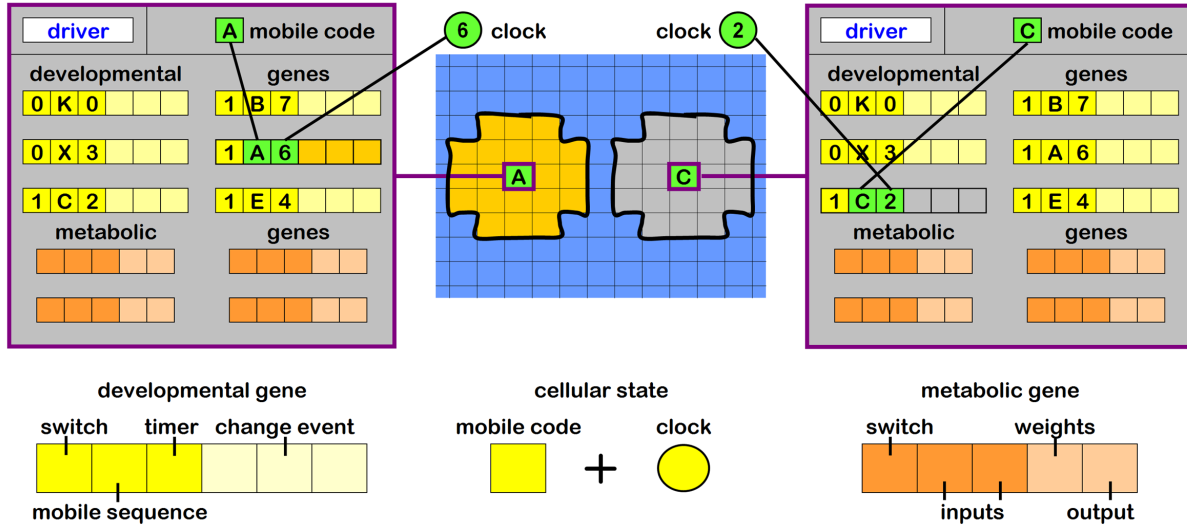 driver
A mobile code
developmental genes
0 K 0
1 B 7
0 X 3
1 A 6
1 C 2
1 E 4
metabolic genes
6 clock
clock 2
A
C
driver
C mobile code
developmental genes
0 K 0
1 B 7
0 X 3
1 A 6
1 C 2
1 E 4
metabolic genes
developmental gene
switch timer change event
mobile sequence
cellular state
mobile code clock
+
metabolic gene
switch weights
inputs output